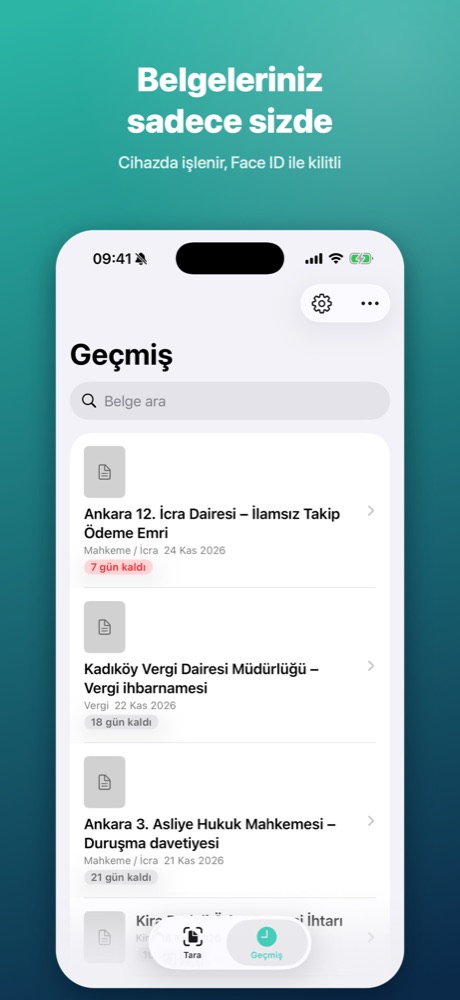 Belgeleriniz
sadece sizde
Cihazda işlenir, Face ID ile kilitli
09:41
Geçmiş
Belge ara
Ankara 12. İcra Dairesi – İlamsız Takip
Ödeme Emri
Mahkeme / İcra 24 Kas 2026
7 gün kaldı
Kadıköy Vergi Dairesi Müdürlüğü –
Vergi ihbarnamesi
Vergi 22 Kas 2026
18 gün kaldı
Ankara 3. Asliye Hukuk Mahkemesi –
Duruşma davetiyesi
Mahkeme / İcra 21 Kas 2026
21 gün kaldı
Kira
İhtarı
Tara
Geçmiş